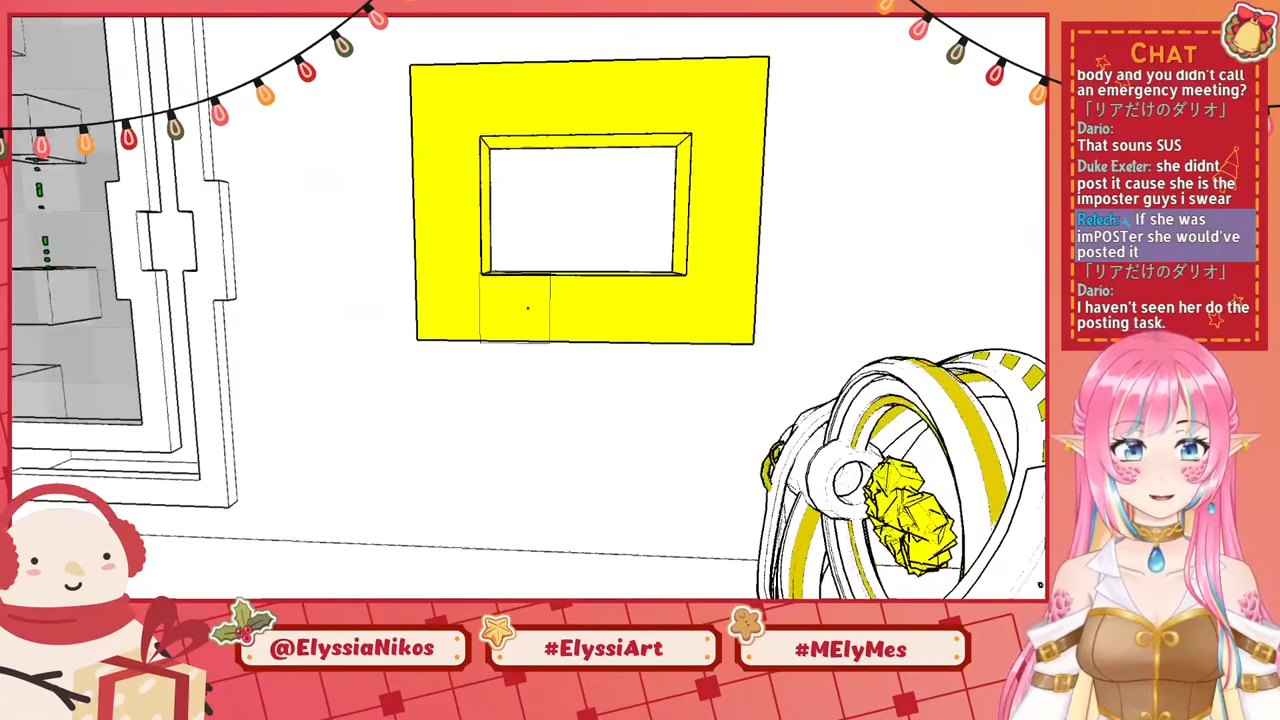 CHAT
body and you didn't call
an emergency meeting?
「リアだけのダリオ」
Dario:
That souns SUS
Duke Exeter: she didnt
post it cause she is the
imposter guys i swear
Relech: If she was
imPOSTer she would've
posted it
「リアだけのダリオ」
Dario:
I haven't seen her do the
posting task.
@ElyssiaNikos
#ElyssiArt
#MElyMes